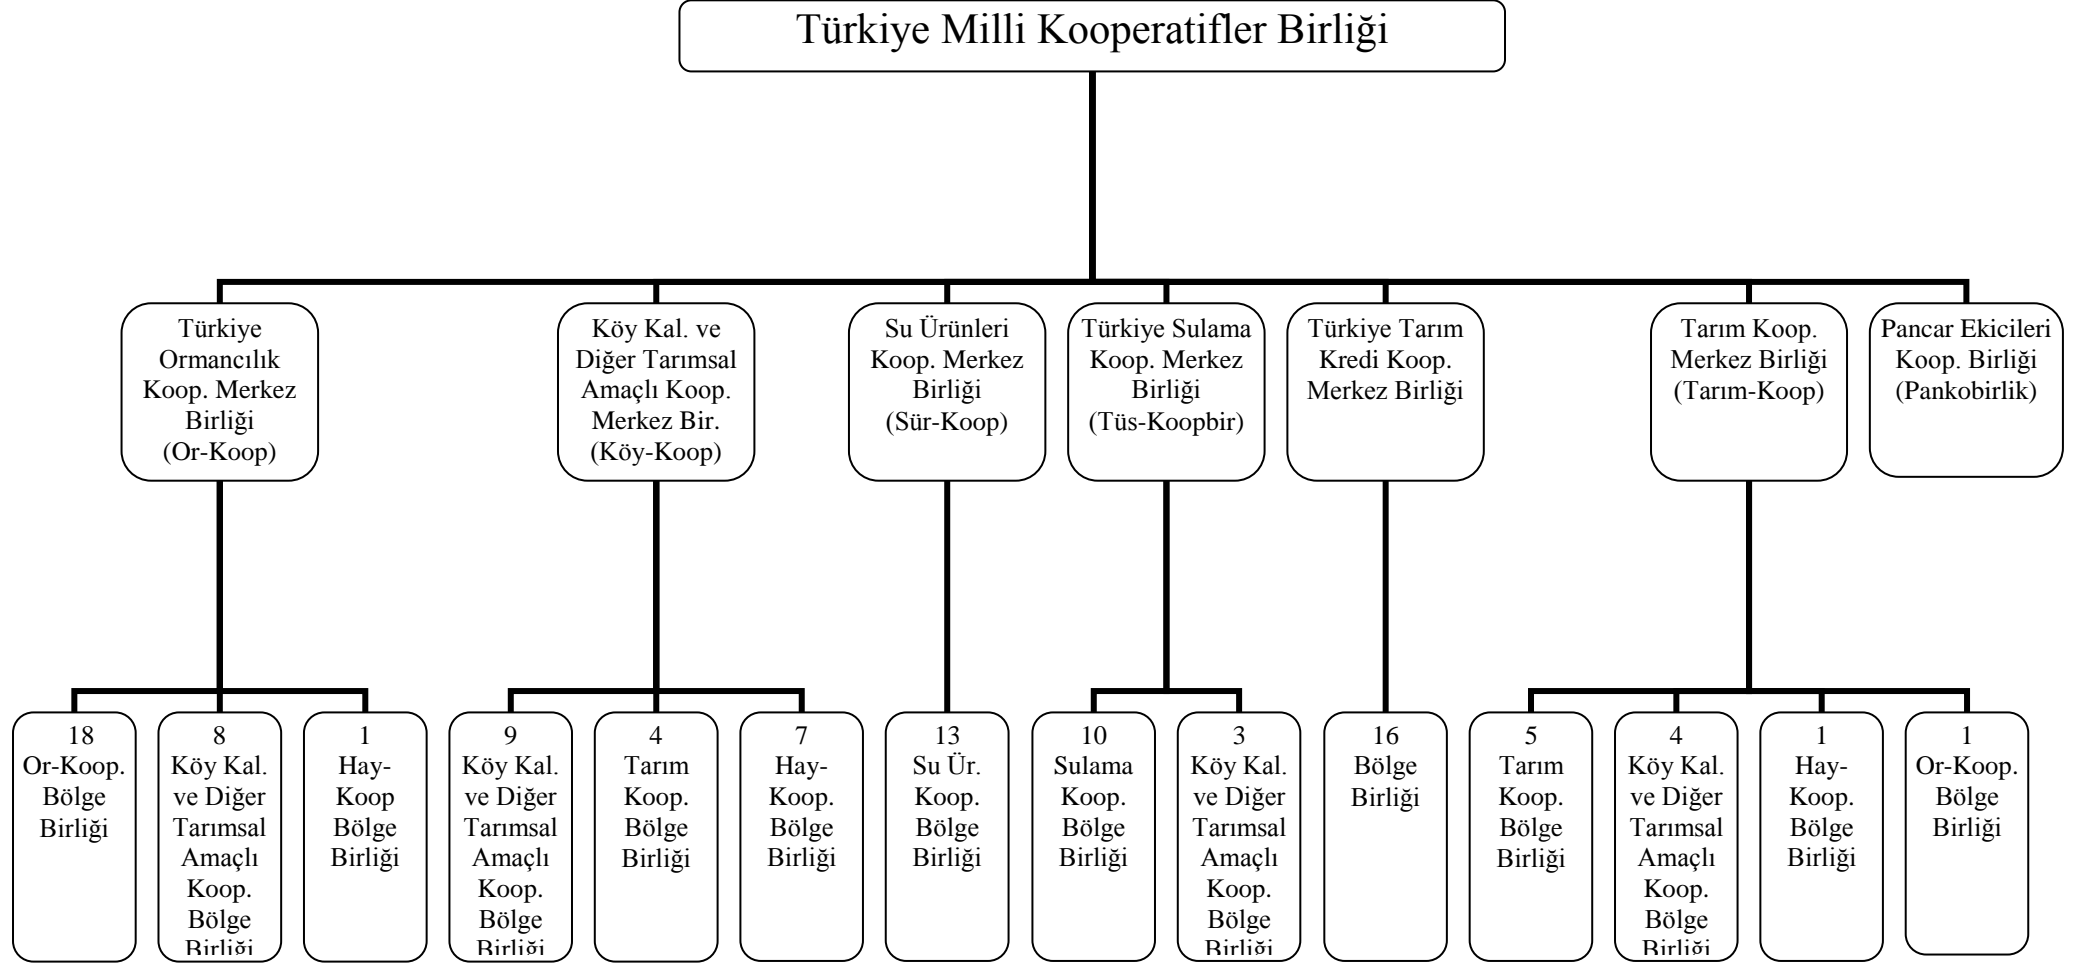 Türkiye Milli Kooperatifler Birliği
Türkiye
Ormancılık
Koop. Merkez
Birliği
(Or-Koop)
Köy Kal. ve
Diğer Tarımsal
Amaçlı Koop.
Merkez Bir.
(Köy-Koop)
Su Ürünleri
Koop. Merkez
Birliği
(Sür-Koop)
Türkiye Sulama
Koop. Merkez
Birliği
(Tüs-Koopbir)
Türkiye Tarım
Kredi Koop.
Merkez Birliği
Tarım Koop.
Merkez Birliği
(Tarım-Koop)
Pancar Ekicileri
Koop. Birliği
(Pankobirlik)
18
Or-Koop.
Bölge
Birliği
8
Köy Kal.
ve Diğer
Tarımsal
Amaçlı
Koop.
Bölge
Birliği
1
Hay-
Koop
Bölge
Birliği
9
Köy Kal.
ve Diğer
Tarımsal
Amaçlı
Koop.
Bölge
Birliği
4
Tarım
Koop.
Bölge
Birliği
7
Hay-
Koop.
Bölge
Birliği
13
Su Ür.
Koop.
Bölge
Birliği
10
Sulama
Koop.
Bölge
Birliği
3
Köy Kal.
ve Diğer
Tarımsal
Amaçlı
Koop.
Bölge
Birliği
16
Bölge
Birliği
5
Tarım
Koop.
Bölge
Birliği
4
Köy Kal.
ve Diğer
Tarımsal
Amaçlı
Koop.
Bölge
Birliği
1
Hay-
Koop.
Bölge
Birliği
1
Or-Koop.
Bölge
Birliği